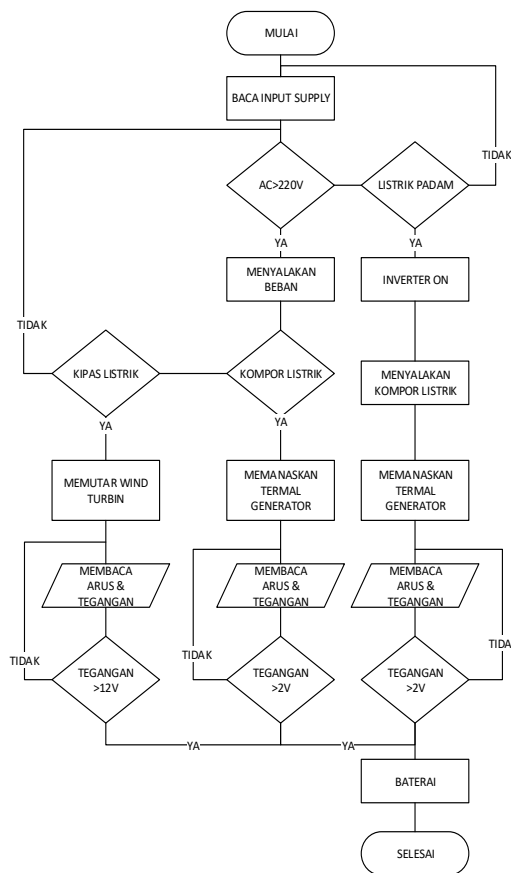 MULAI
BACA INPUT SUPPLY
TIDAK
AC>220V
LISTRIK PADAM
YA
YA
MENYALAKAN
BEBAN
INVERTER ON
TIDAK
KIPAS LISTRIK
KOMPOR LISTRIK
MENYALAKAN
KOMPOR LISTRIK
YA
YA
MEMUTAR WIND
TURBIN
MEMANASKAN
TERMAL
GENERATOR
MEMANASKAN
TERMAL
GENERATOR
MEMBACA
ARUS &
TEGANGAN
MEMBACA
ARUS &
TEGANGAN
MEMBACA
ARUS &
TEGANGAN
TIDAK
TIDAK
TIDA
TEGANGAN
>12V
TEGANGAN
>2V
TEGANGAN
>2V
YA
YA
BATERAI
SELESAI